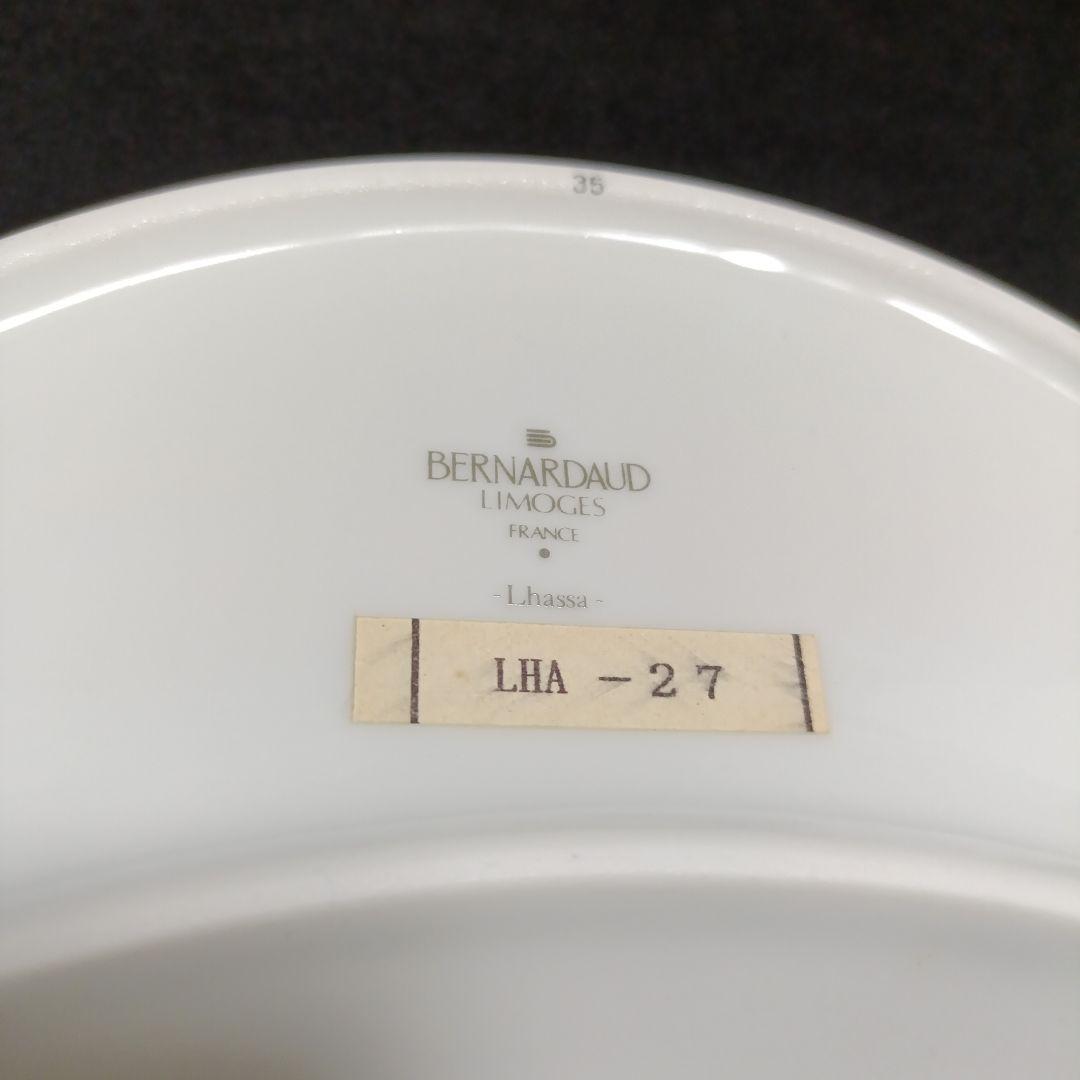 35
BERNARDAUD
LIMOGES
FRANCE
- Lhassa -
LHA -27